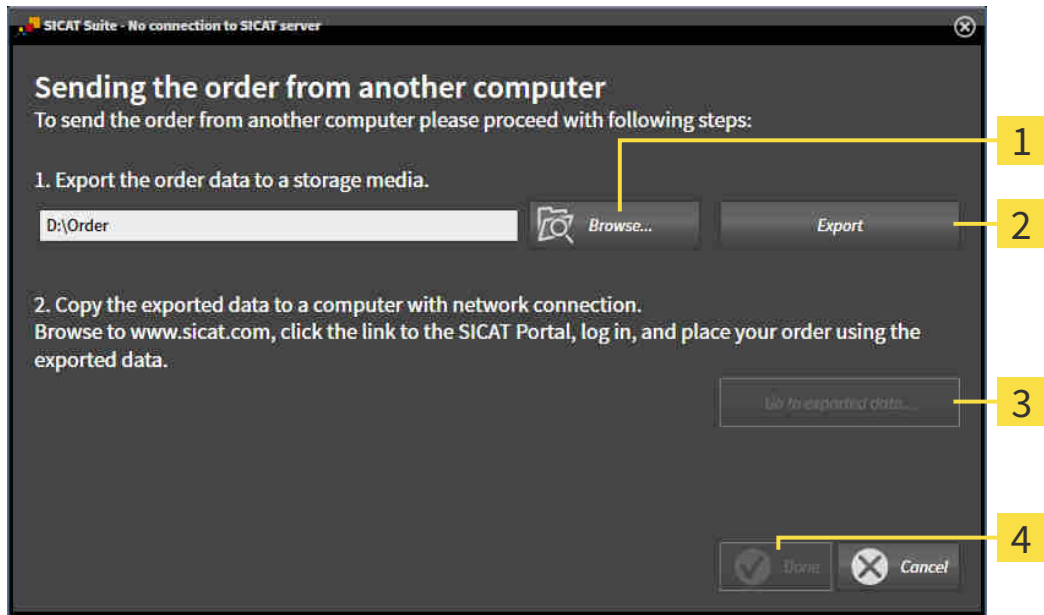 SICAT Suite - No connection to SICAT server
Sending the order from another computer
To send the order from another computer please proceed with following steps:
1
1. Export the order data to a storage media.
D:\Order
Browse...
Export
2
2. Copy the exported data to a computer with network connection.
Browse to www.sicat.com, click the link to the SICAT Portal, log in, and place your order using the
exported data.
Go to exported data...
3
4
Done
Cancel